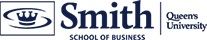 Smith
SCHOOL OF BUSINESS
Queen's
University